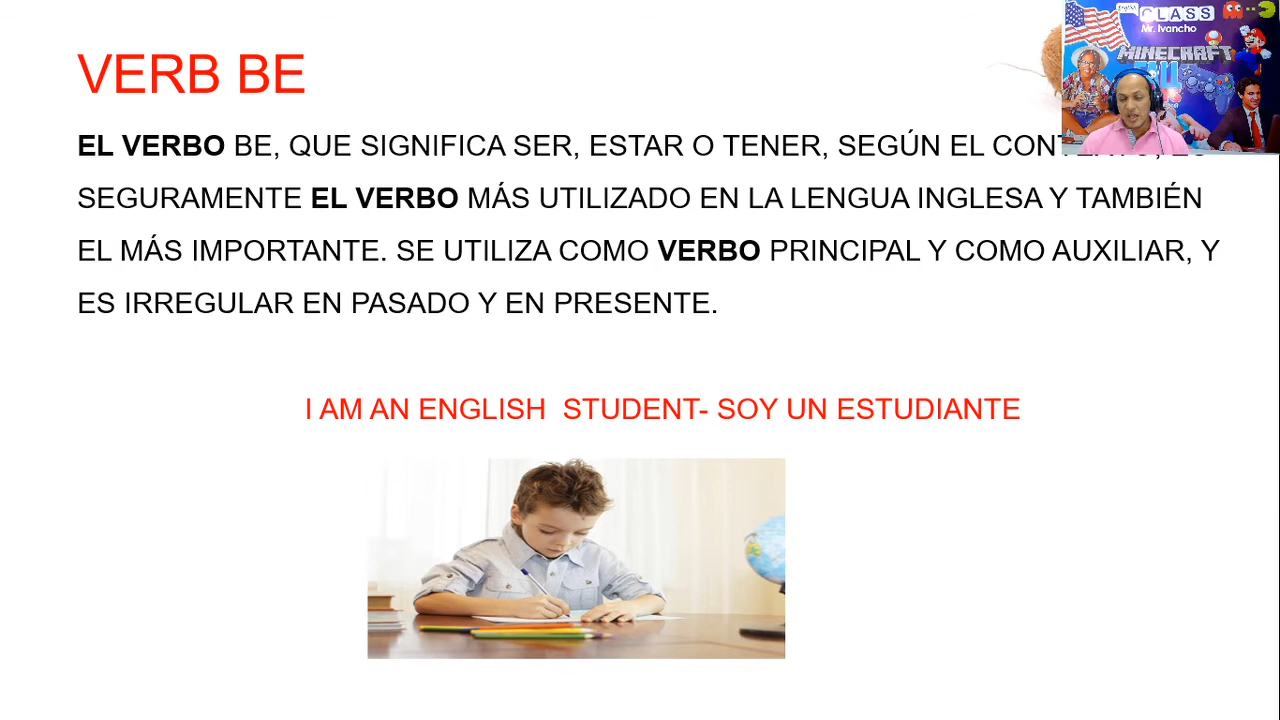 VERB BE
CLASS
Mr. Ivancho
MINECRAFT
EL VERBO BE, QUE SIGNIFICA SER, ESTAR O TENER, SEGÚN EL
SEGURAMENTE EL VERBO MÁS UTILIZADO EN LA LENGUA INGLESA Y TAMBIÉN
EL MÁS IMPORTANTE. SE UTILIZA COMO VERBO PRINCIPAL Y COMO AUXILIAR, Y
ES IRREGULAR EN PASADO Y EN PRESENTE.
I AM AN ENGLISH  STUDENT- SOY UN ESTUDIANTE